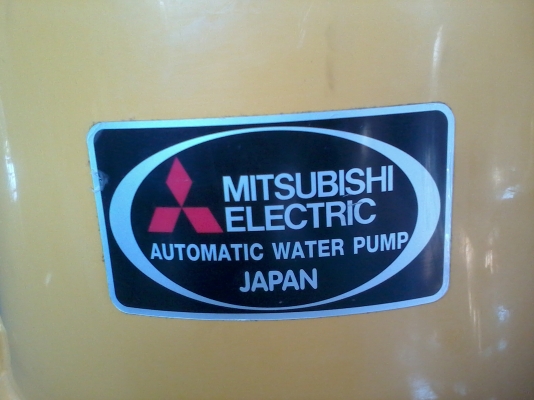 MITSUBISHI
ELECTRIC
AUTOMATIC WATER PUMP
JAPAN